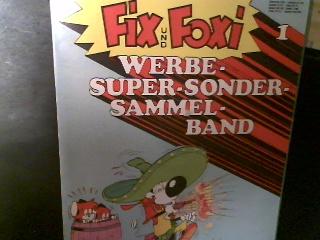 Fix UND Foxi
1
WERBE-
SUPER-SONDER-
SAMMEL-
BAND